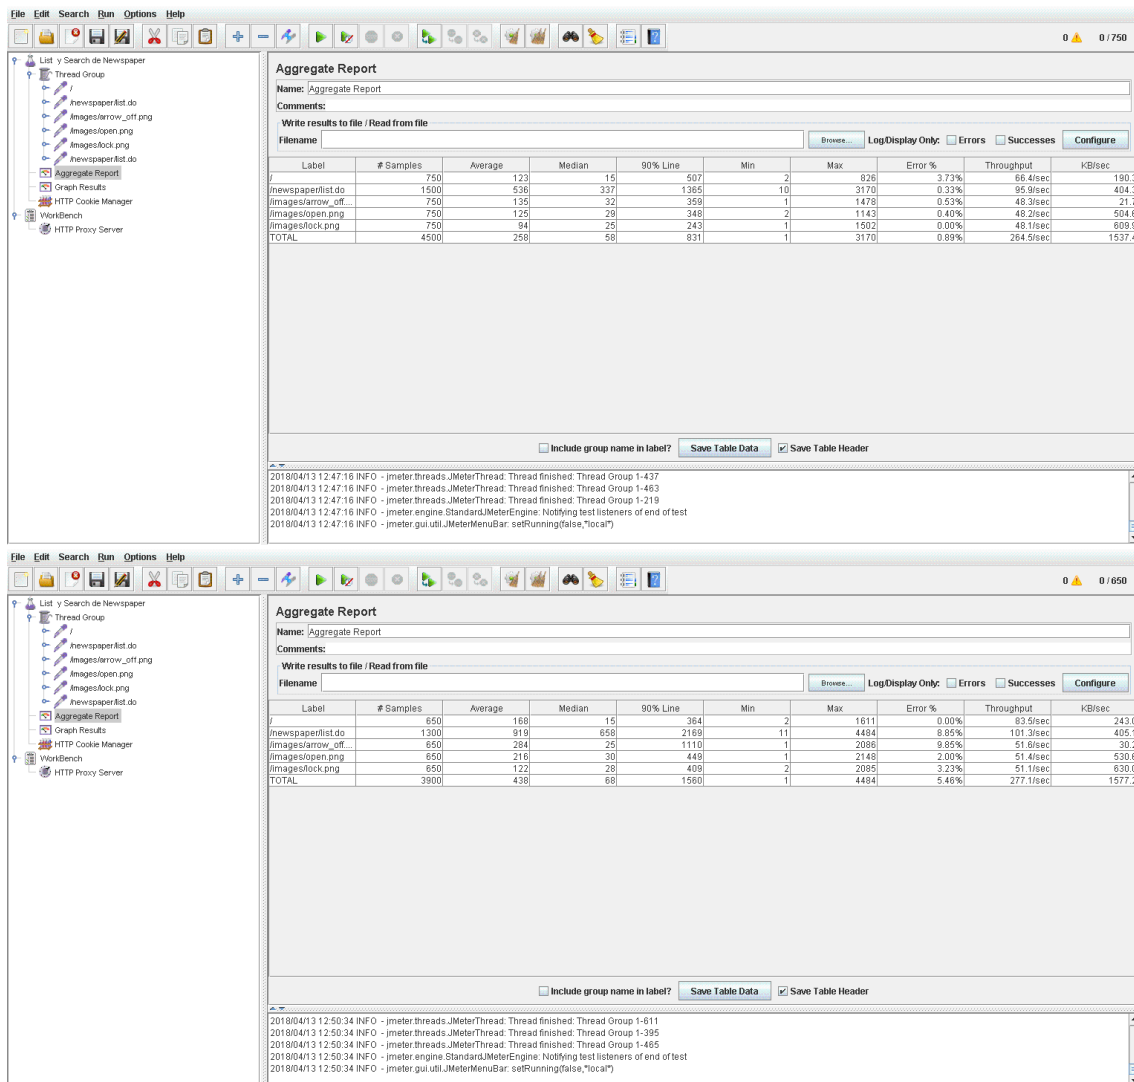 File Edit Search Run Options Help
0 0 / 750
List y Search de Newspaper
Thread Group
/
/newspaper/list.do
/images/arrow_off.png
/images/open.png
/images/lock.png
/newspaper/list.do
Aggregate Report
Graph Results
HTTP Cookie Manager
WorkBench
HTTP Proxy Server
Aggregate Report
Name: Aggregate Report
Comments:
Write results to file / Read from file
Filename Browse... Log/Display Only: Errors Successes Configure
Label # Samples Average Median 90% Line Min Max Error % Throughput KB/sec
/ 750 123 15 507 2 826 3.73% 66.4/sec 190.3
/newspaper/list.do 1500 536 337 1365 10 3170 0.33% 95.9/sec 404.3
/images/arrow_off.... 750 135 32 359 1 1478 0.53% 48.3/sec 21.7
/images/open.png 750 125 29 348 2 1143 0.40% 48.2/sec 504.6
/images/lock.png 750 94 25 243 1 1502 0.00% 48.1/sec 609.9
TOTAL 4500 258 58 831 1 3170 0.89% 264.5/sec 1537.4
Include group name in label? Save Table Data Save Table Header
2018/04/13 12:47:16 INFO - jmeter.threads.JMeterThread: Thread finished: Thread Group 1-437
2018/04/13 12:47:16 INFO - jmeter.threads.JMeterThread: Thread finished: Thread Group 1-463
2018/04/13 12:47:16 INFO - jmeter.threads.JMeterThread: Thread finished: Thread Group 1-219
2018/04/13 12:47:16 INFO - jmeter.engine.StandardJMeterEngine: Notifying test listeners of end of test
2018/04/13 12:47:16 INFO - jmeter.gui.util.JMeterMenuBar: setRunning(false,*local*)
File Edit Search Run Options Help
0 0 / 650
List y Search de Newspaper
Thread Group
/
/newspaper/list.do
/images/arrow_off.png
/images/open.png
/images/lock.png
/newspaper/list.do
Aggregate Report
Graph Results
HTTP Cookie Manager
WorkBench
HTTP Proxy Server
Aggregate Report
Name: Aggregate Report
Comments:
Write results to file / Read from file
Filename Browse... Log/Display Only: Errors Successes Configure
Label # Samples Average Median 90% Line Min Max Error % Throughput KB/sec
/ 650 168 15 364 2 1611 0.00% 83.5/sec 243.0
/newspaper/list.do 1300 919 658 2169 11 4484 8.85% 101.3/sec 405.1
/images/arrow_off.... 650 284 25 1110 1 2086 9.85% 51.6/sec 30.2
/images/open.png 650 216 30 449 1 2148 2.00% 51.4/sec 530.6
/images/lock.png 650 122 28 409 2 2085 3.23% 51.1/sec 630.0
TOTAL 3900 438 68 1560 1 4484 5.46% 277.1/sec 1577.2
Include group name in label? Save Table Data Save Table Header
2018/04/13 12:50:34 INFO - jmeter.threads.JMeterThread: Thread finished: Thread Group 1-611
2018/04/13 12:50:34 INFO - jmeter.threads.JMeterThread: Thread finished: Thread Group 1-395
2018/04/13 12:50:34 INFO - jmeter.threads.JMeterThread: Thread finished: Thread Group 1-465
2018/04/13 12:50:34 INFO - jmeter.engine.StandardJMeterEngine: Notifying test listeners of end of test
2018/04/13 12:50:34 INFO - jmeter.gui.util.JMeterMenuBar: setRunning(false,*local*)